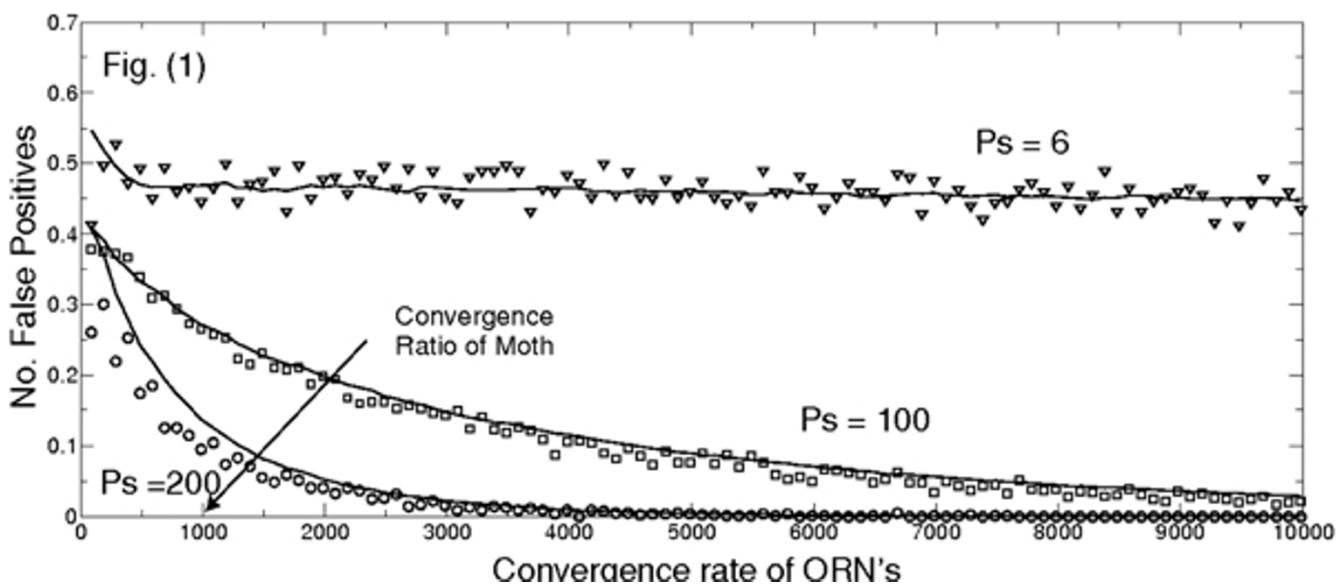 0.7
Fig. (1)
0.6
Ps = 6
0.5
0.4
No. False Positives
0.3
Convergence
Ratio of Moth
0.2
Ps = 100
0.1
Ps =200
0
0 1000 2000 3000 4000 5000 6000 7000 8000 9000 10000
Convergence rate of ORN's